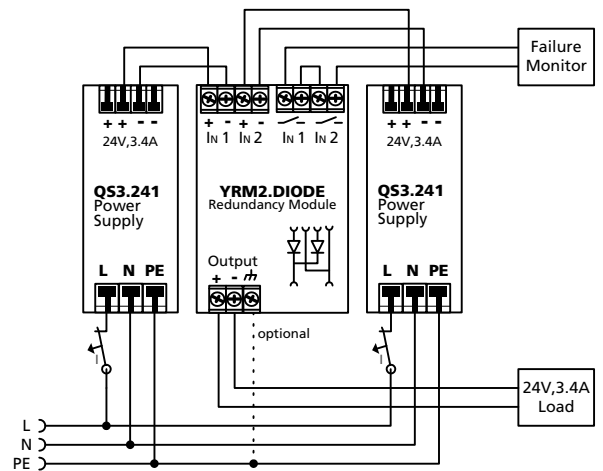 Failure
Monitor
+ + - -
24V,3.4A
QS3.241
Power
Supply
L N PE
+ - + -
IN 1 IN 2 IN 1 IN 2
YRM2.DIODE
Redundancy Module
Output
+ -
optional
+ + - -
24V,3.4A
QS3.241
Power
Supply
L N PE
I
I
24V,3.4A
Load
L
N
PE